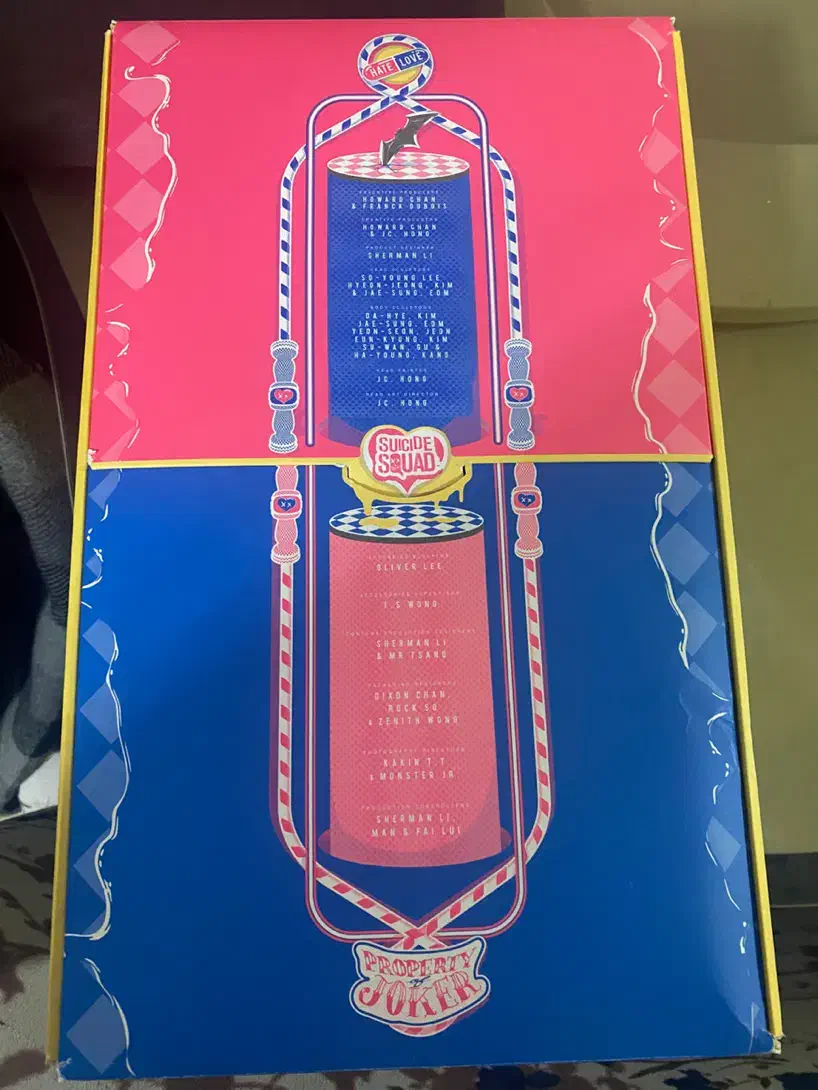 HATE LOVE
EXECUTIVE PRODUCERS
HOWARD CHAN
& FRANCK DUBOIS
CREATIVE PRODUCERS
HOWARD CHAN
& JC. HONG
PRODUCT DESIGNER
SHERMAN LI
HEAD SCULPTORS
SO-YOUNG LEE
HYEON-JEONG, KIM
& JAE-SUNG, EOM
BODY SCULPTORS
DA-HYE, KIM
JAE-SUNG, EOM
YEON-SEON, JEON
EUN-KYUNG, KIM
SU-WAN, GU &
HA-YOUNG, KANG
HEAD PAINTER
JC. HONG
HEAD ART DIRECTOR
JC. HONG
SUICIDE
SQUAD
OLIVER LEE
ACCESSORIES SUPERVISOR
I.S WONG
COSTUME PRODUCTION DESIGNERS
SHERMAN LI
& MR TSANG
PACKAGING DESIGNERS
DIXON CHAN,
ROCK SO
& ZENITH WONG
PHOTOGRAPHY DIRECTORS
KAKIN T.Y
& MONSTER JR.
PRODUCTION CONTROLLERS
SHERMAN LI,
MAN & FAI LUI
PROPERTY
OF
JOKER